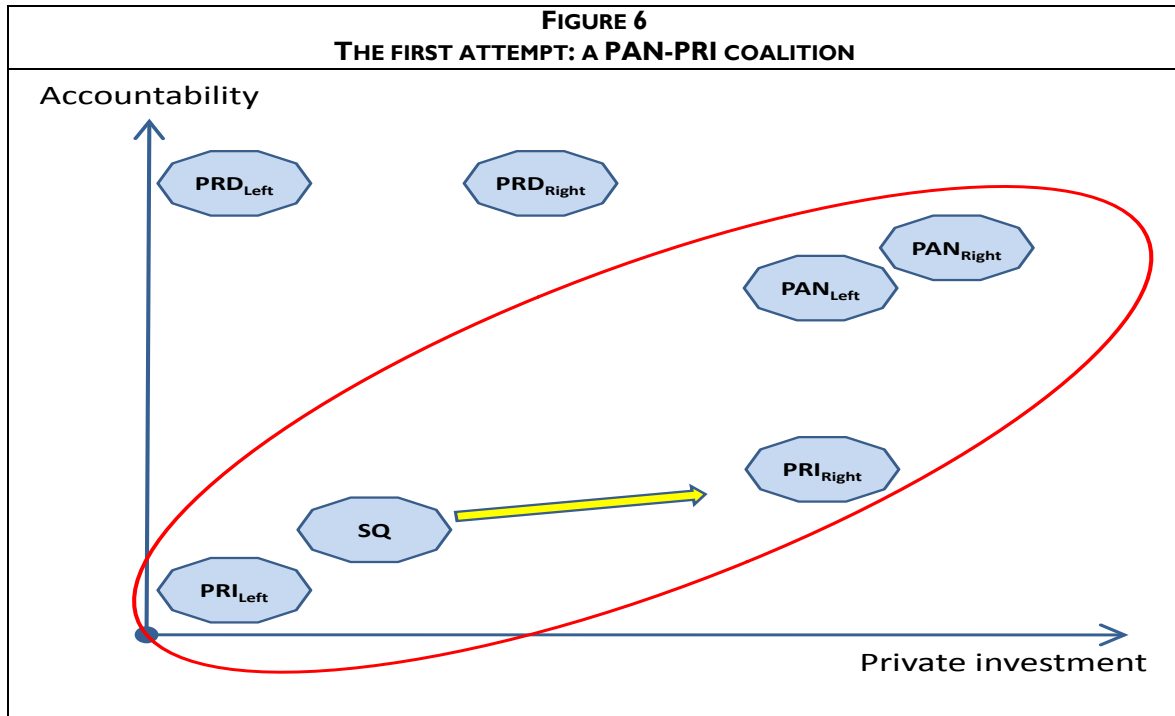 FIGURE 6
THE FIRST ATTEMPT: A PAN-PRI COALITION
Accountability
PRDLeft
PRDRight
PANRight
PANLeft
PRIRight
SQ
PRILeft
Private investment